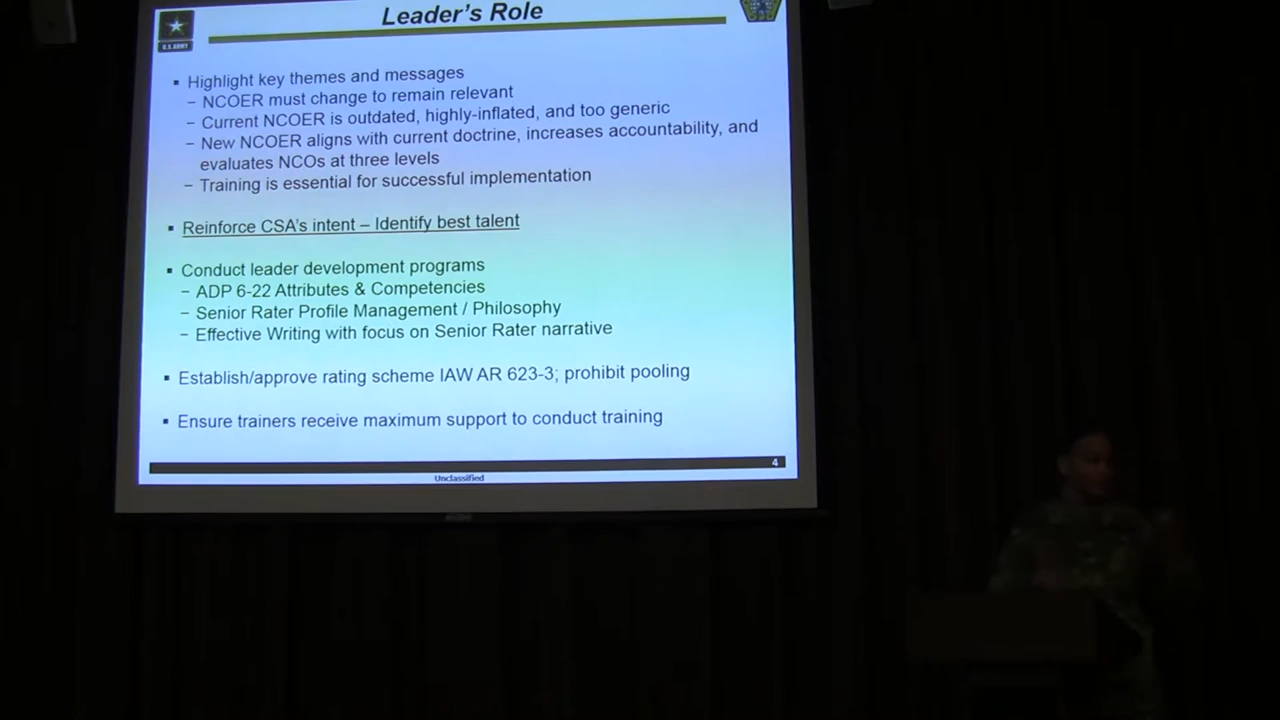 Leader's Role
U.S.ARMY
▪ Highlight key themes and messages
– NCOER must change to remain relevant
– Current NCOER is outdated, highly-inflated, and too generic
– New NCOER aligns with current doctrine, increases accountability, and
evaluates NCOs at three levels
– Training is essential for successful implementation
▪ Reinforce CSA's intent – Identify best talent
▪ Conduct leader development programs
– ADP 6-22 Attributes & Competencies
– Senior Rater Profile Management / Philosophy
– Effective Writing with focus on Senior Rater narrative
▪ Establish/approve rating scheme IAW AR 623-3; prohibit pooling
▪ Ensure trainers receive maximum support to conduct training
4
Unclassified